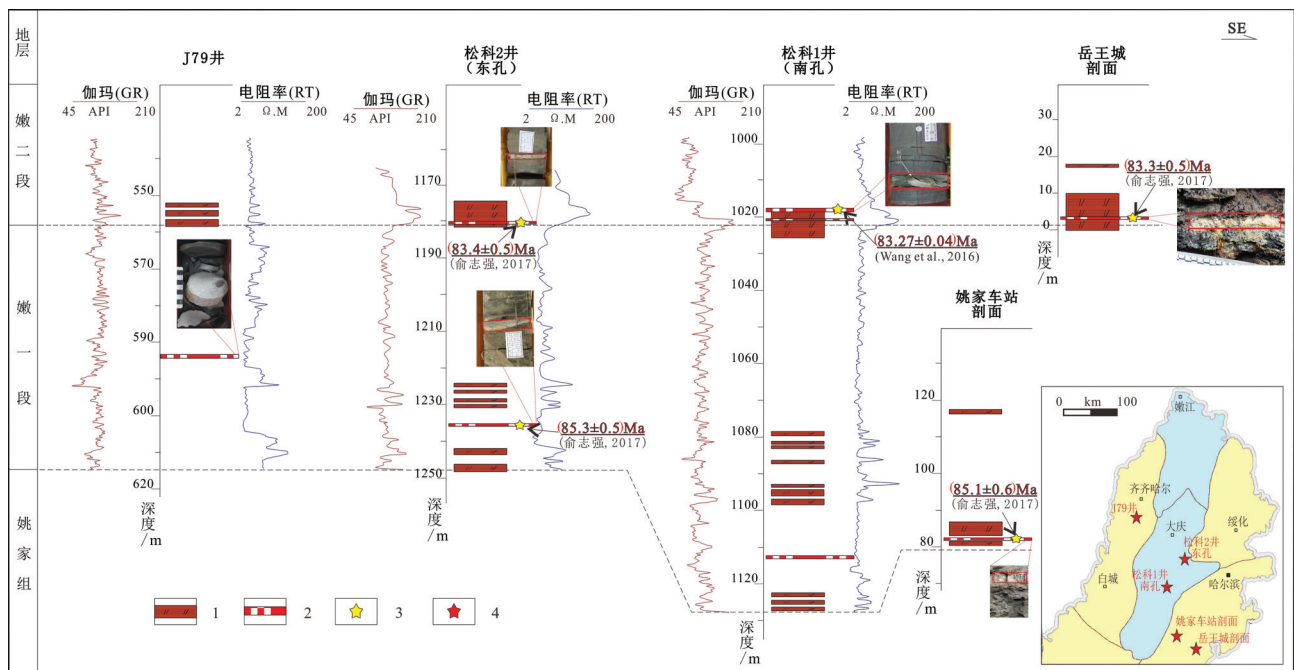 地层
嫩二段
嫩一段
姚家组
J79井
伽玛(GR)
45 API 210
电阻率(RT)
2 Ω.M 200
550
560
570
580
590
600
610
620
深度/m
松科2井
(东孔)
伽玛(GR)
45 API 210
电阻率(RT)
2 Ω.M 200
1170
1190
1210
1230
1250
深度/m
(83.4±0.5)Ma
(俞志强,2017)
(85.3±0.5)Ma
(俞志强,2017)
松科1井
(南孔)
伽玛(GR)
45 API 210
电阻率(RT)
2 Ω.M 200
1000
1020
1040
1060
1080
1100
1120
深度/m
(83.27±0.04)Ma
(Wang et al., 2016)
SE
岳王城
剖面
30
20
10
0
深度/m
(83.3±0.5)Ma
(俞志强,2017)
姚家车站
剖面
120
100
80
深度/m
(85.1±0.6)Ma
(俞志强,2017)
0 km 100
嫩江
齐齐哈尔
J79井
大庆
绥化
松科2井
东孔
白城
松科1井
南孔
哈尔滨
姚家车站剖面
岳王城剖面
1
2
3
4